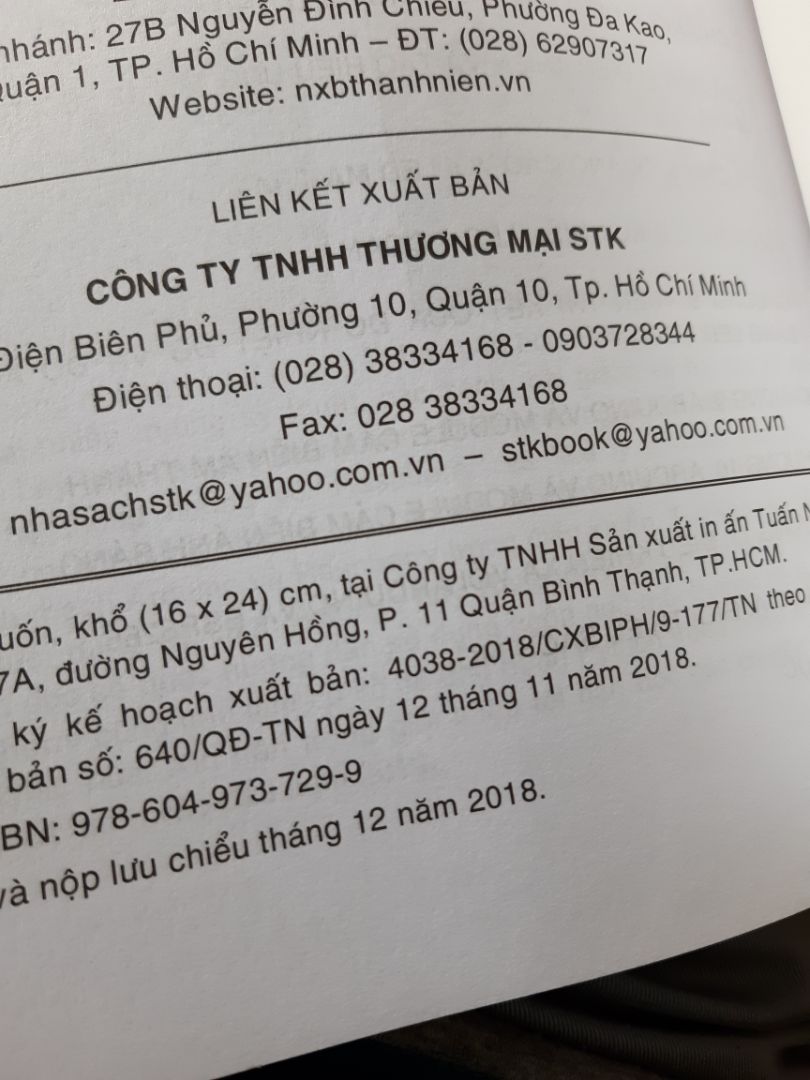 nhánh: 27B Nguyễn Đình Chiểu, Phường Đa Kao,
Quận 1, TP. Hồ Chí Minh – ĐT: (028) 62907317
Website: nxbthanhnien.vn
LIÊN KẾT XUẤT BẢN
CÔNG TY TNHH THƯƠNG MẠI STK
Điện Biên Phủ, Phường 10, Quận 10, Tp. Hồ Chí Minh
Điện thoại: (028) 38334168 - 0903728344
Fax: 028 38334168
nhasachstk@yahoo.com.vn – stkbook@yahoo.com.vn
uốn, khổ (16 x 24) cm, tại Công ty TNHH Sản xuất in ấn Tuấn
7A, đường Nguyên Hồng, P. 11 Quận Bình Thạnh, TP.HCM.
ký kế hoạch xuất bản: 4038-2018/CXBIPH/9-177/TN theo
bản số: 640/QĐ-TN ngày 12 tháng 11 năm 2018.
BN: 978-604-973-729-9
và nộp lưu chiểu tháng 12 năm 2018.